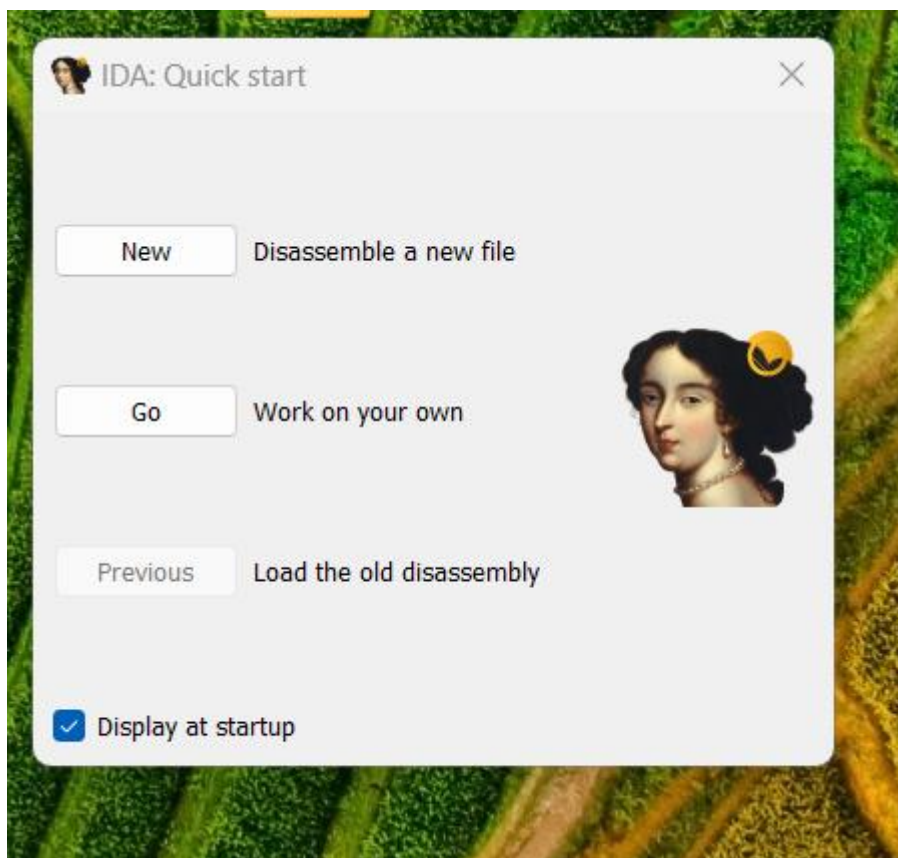 IDA: Quick start
New Disassemble a new file
Go Work on your own
Previous Load the old disassembly
Display at startup